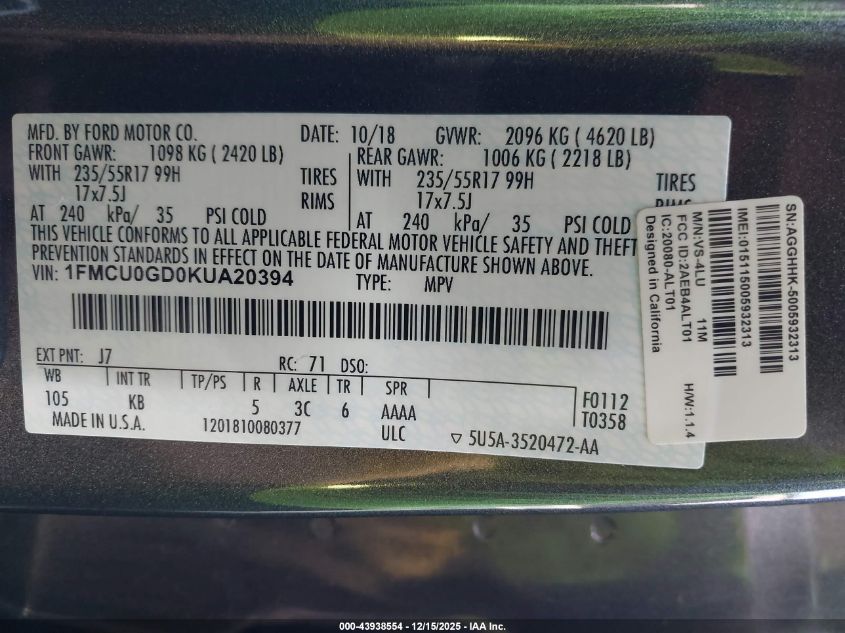 MFD. BY FORD MOTOR CO. DATE: 10/18 GVWR: 2096 KG ( 4620 LB)
FRONT GAWR: 1098 KG ( 2420 LB) REAR GAWR: 1006 KG ( 2218 LB)
WITH 235/55R17 99H TIRES WITH 235/55R17 99H TIRES
17x7.5J RIMS 17x7.5J RIMS
AT 240 kPa/ 35 PSI COLD AT 240 kPa/ 35 PSI COLD
THIS VEHICLE CONFORMS TO ALL APPLICABLE FEDERAL MOTOR VEHICLE SAFETY AND THEFT
PREVENTION STANDARDS IN EFFECT ON THE DATE OF MANUFACTURE SHOWN ABOVE.
VIN: 1FMCU0GD0KUA20394 TYPE: MPV
EXT PNT: J7 RC: 71 DSO:
WB INT TR TP/PS R AXLE TR SPR
105 KB 5 3C 6 AAAA F0112
MADE IN U.S.A. 1201810080377 ULC T0358
▽ 5U5A-3520472-AA
SN:AGGHHK-5005932313
IMEI:015115005932313
M/N:VS-4LU 11M H/W:1.1.4
FCC ID:2AEB4ALT01
IC:20080-ALT01
Designed in California
000-43938554 - 12/15/2025 - IAA Inc.